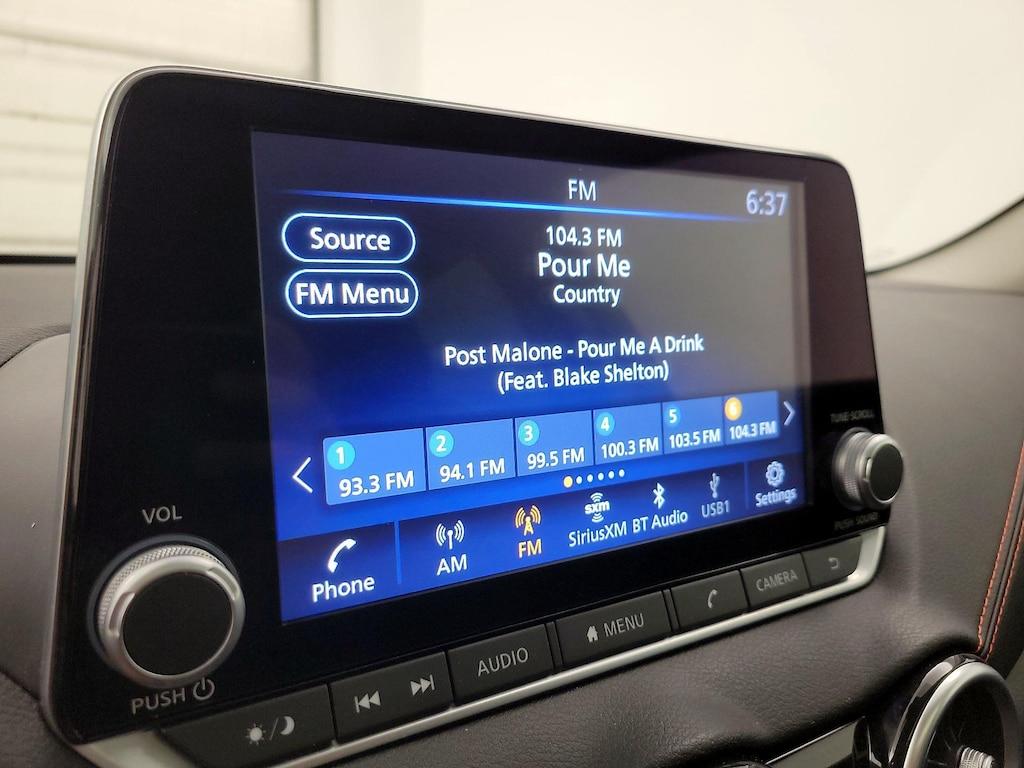 FM
6:37
Source
104.3 FM
Pour Me
FM Menu
Country
Post Malone - Pour Me A Drink
(Feat. Blake Shelton)
1
93.3 FM
2
94.1 FM
3
99.5 FM
4
100.3 FM
5
103.5 FM
6
104.3 FM
Phone
AM
FM
sxm
SiriusXM
BT Audio
USB1
Settings
VOL
PUSH
TUNE·SCROLL
PUSH SOUND
AUDIO
MENU
CAMERA